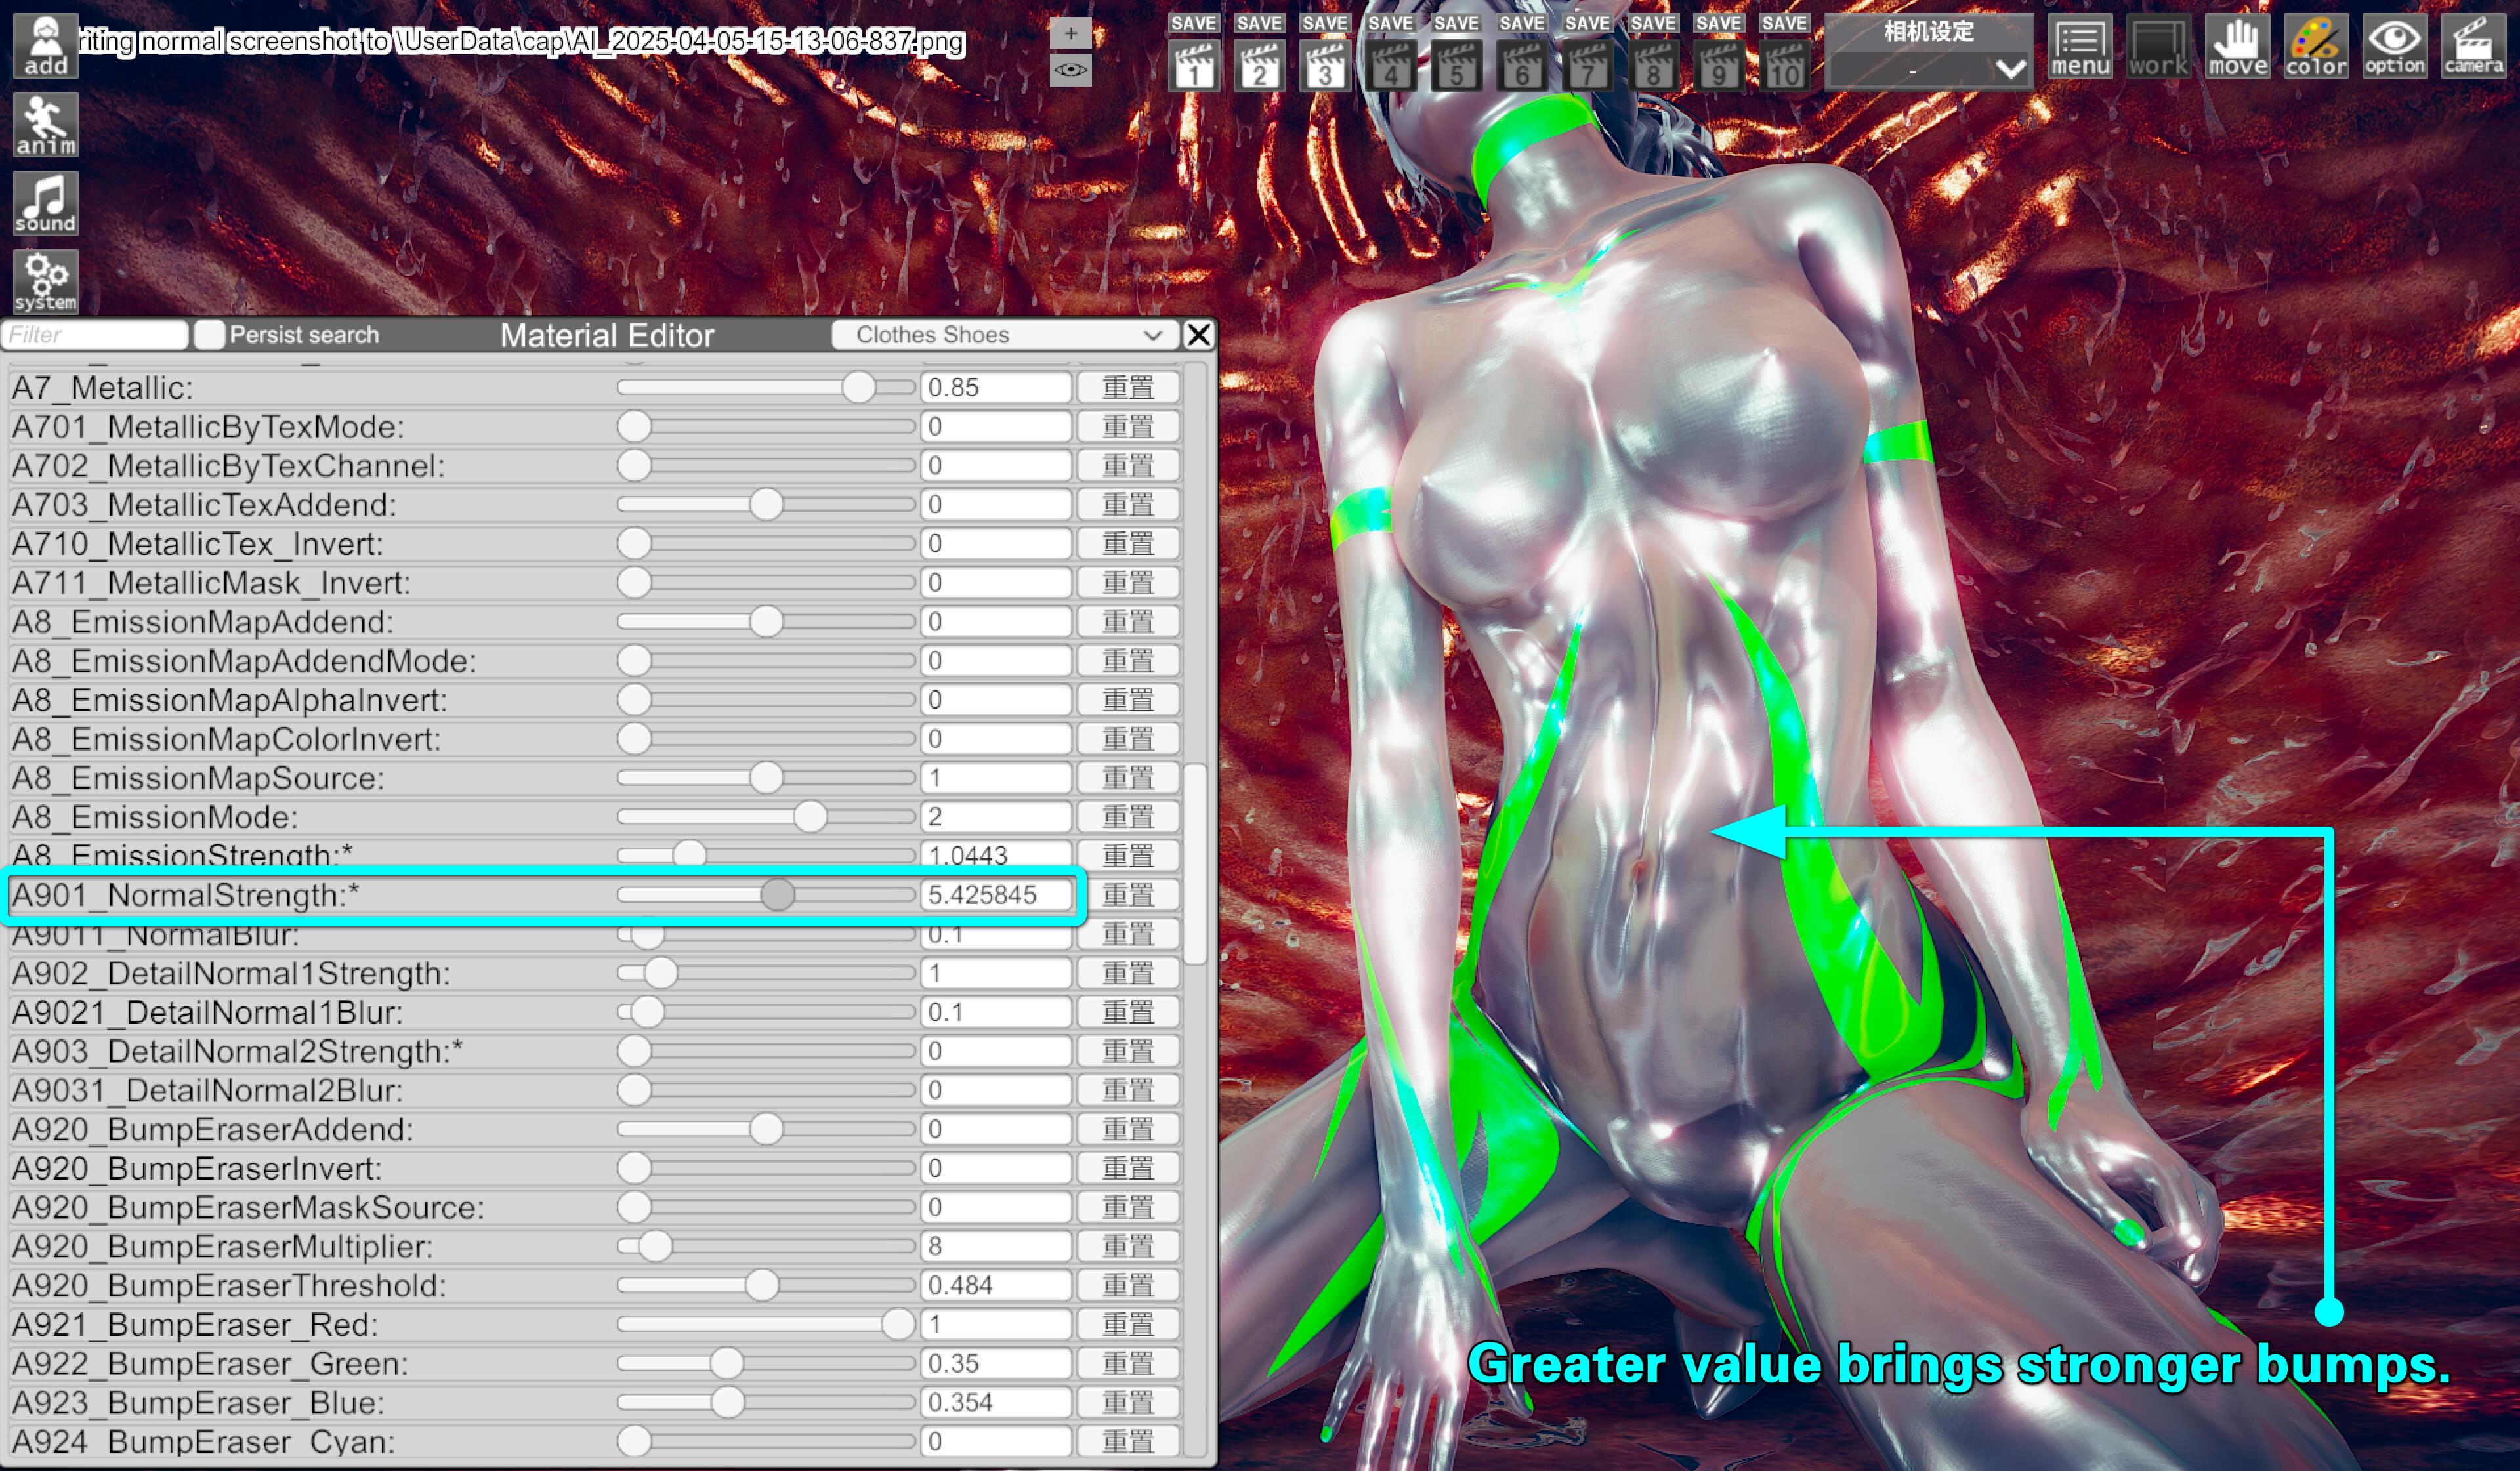 riting normal screenshot to \UserData\cap\AI_2025-04-05-15-13-06-837.png
+
SAVE SAVE SAVE SAVE SAVE SAVE SAVE SAVE SAVE SAVE
1 2 3 4 5 6 7 8 9 10
相机设定
-
menu work move color option camera
add
anim
sound
system
Filter Persist search Material Editor Clothes Shoes X
A7_Metallic: 0.85 重置
A701_MetallicByTexMode: 0 重置
A702_MetallicByTexChannel: 0 重置
A703_MetallicTexAddend: 0 重置
A710_MetallicTex_Invert: 0 重置
A711_MetallicMask_Invert: 0 重置
A8_EmissionMapAddend: 0 重置
A8_EmissionMapAddendMode: 0 重置
A8_EmissionMapAlphaInvert: 0 重置
A8_EmissionMapColorInvert: 0 重置
A8_EmissionMapSource: 1 重置
A8_EmissionMode: 2 重置
A8_EmissionStrength:* 1.0443 重置
A901_NormalStrength:* 5.425845 重置
A9011_NormalBlur: 0.1 重置
A902_DetailNormal1Strength: 1 重置
A9021_DetailNormal1Blur: 0.1 重置
A903_DetailNormal2Strength:* 0 重置
A9031_DetailNormal2Blur: 0 重置
A920_BumpEraserAddend: 0 重置
A920_BumpEraserInvert: 0 重置
A920_BumpEraserMaskSource: 0 重置
A920_BumpEraserMultiplier: 8 重置
A920_BumpEraserThreshold: 0.484 重置
A921_BumpEraser_Red: 1 重置
A922_BumpEraser_Green: 0.35 重置
A923_BumpEraser_Blue: 0.354 重置
A924_BumpEraser_Cyan: 0 重置
Greater value brings stronger bumps.